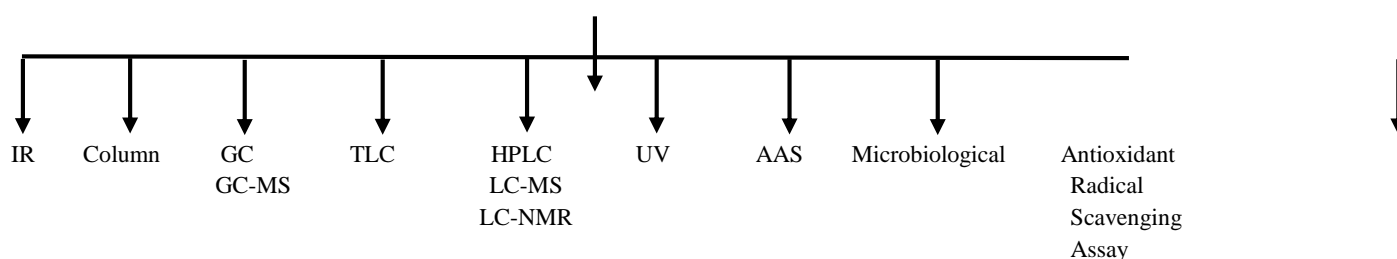 IR Column GC TLC HPLC UV AAS Microbiological Antioxidant
GC-MS LC-MS Radical
LC-NMR Scavenging
Assay